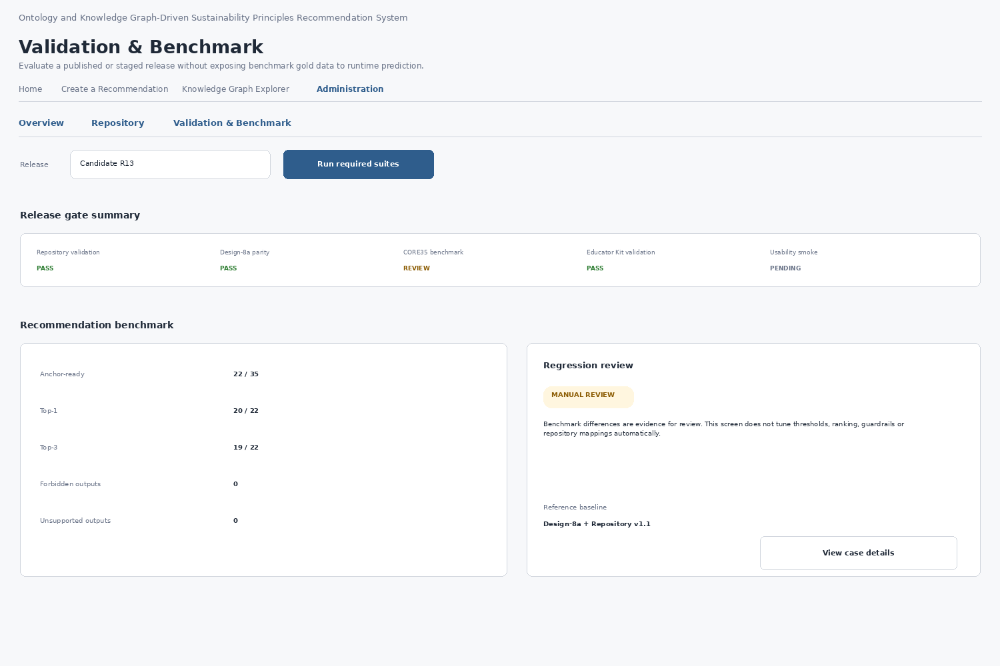 Ontology and Knowledge Graph-Driven Sustainability Principles Recommendation System
Validation & Benchmark
Evaluate a published or staged release without exposing benchmark gold data to runtime prediction.
Home Create a Recommendation Knowledge Graph Explorer Administration
Overview Repository Validation & Benchmark
Release Candidate R13 Run required suites
Release gate summary
Repository validation Design-8a parity CORE35 benchmark Educator Kit validation Usability smoke
PASS PASS REVIEW PASS PENDING
Recommendation benchmark
Anchor-ready 22 / 35
Top-1 20 / 22
Top-3 19 / 22
Forbidden outputs 0
Unsupported outputs 0
Regression review
MANUAL REVIEW
Benchmark differences are evidence for review. This screen does not tune thresholds, ranking, guardrails or
repository mappings automatically.
Reference baseline
Design-8a + Repository v1.1
View case details